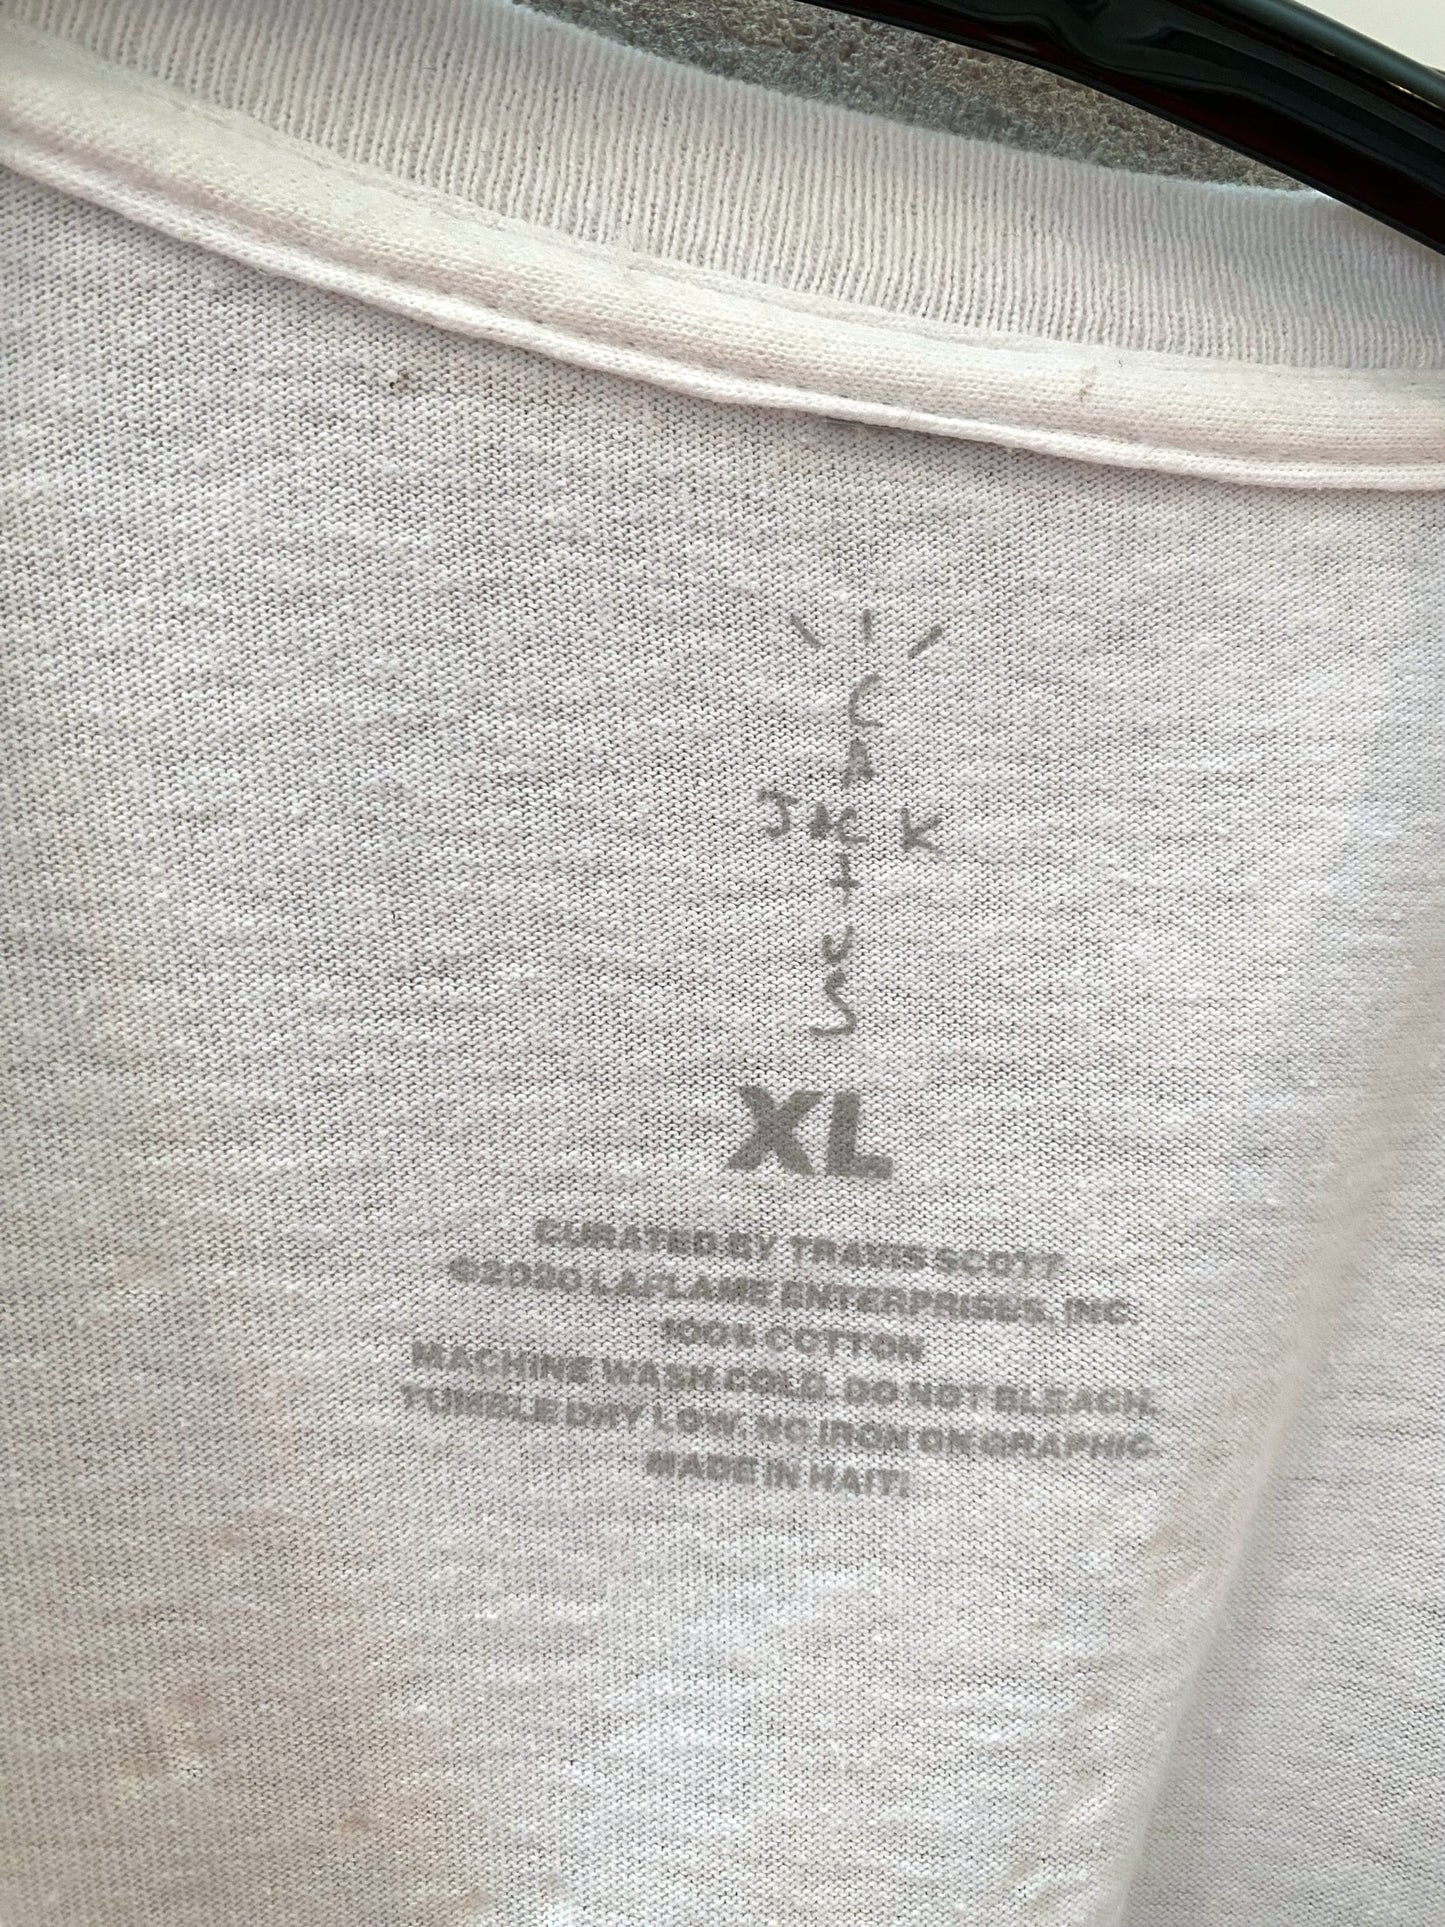 CACTUS
JACK
XL
CURATED BY TRAVIS SCOTT
©2020 LAFLAME ENTERPRISES, INC.
100% COTTON
MACHINE WASH COLD. DO NOT BLEACH.
TUMBLE DRY LOW. NO IRON ON GRAPHIC.
MADE IN HAITI